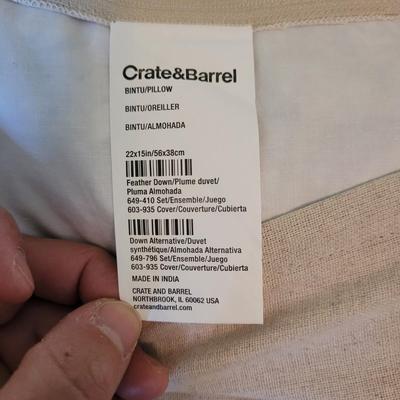 Crate&Barrel
BINTU/PILLOW
BINTU/OREILLER
BINTU/ALMOHADA
22x15in/56x38cm
Feather Down/Plume duvet/
Pluma Almohada
649-410 Set/Ensemble/Juego
603-935 Cover/Couverture/Cubierta
Down Alternative/Duvet
synthétique/Almohada Alternativa
649-796 Set/Ensemble/Juego
603-935 Cover/Couverture/Cubierta
MADE IN INDIA
CRATE AND BARREL
NORTHBROOK, IL 60062 USA
crateandbarrel.com